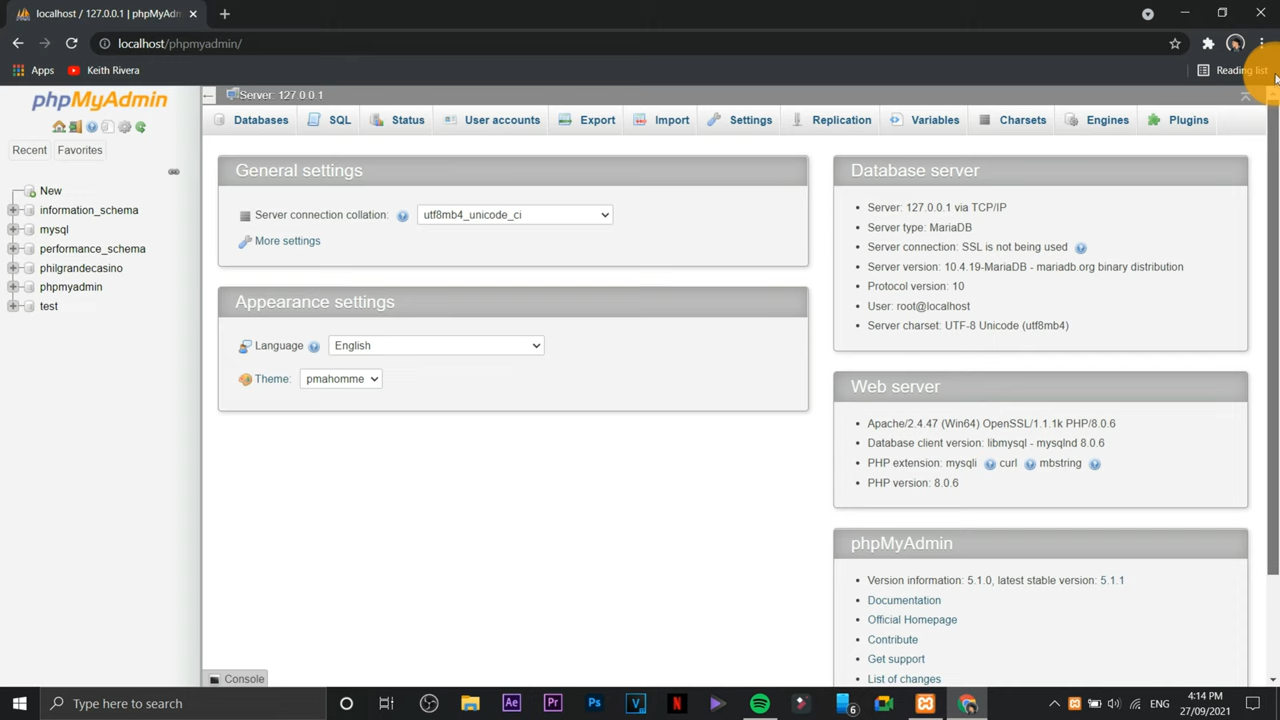 localhost / 127.0.0.1 | phpMyAdm
localhost/phpmyadmin/
Apps
Keith Rivera
Reading list
phpMyAdmin
Recent
Favorites
New
information_schema
mysql
performance_schema
philgrandecasino
phpmyadmin
test
Server: 127.0.0.1
Databases
SQL
Status
User accounts
Export
Import
Settings
Replication
Variables
Charsets
Engines
Plugins
General settings
Server connection collation:
utf8mb4_unicode_ci
More settings
Appearance settings
Language
English
Theme:
pmahomme
Database server
Server: 127.0.0.1 via TCP/IP
Server type: MariaDB
Server connection: SSL is not being used
Server version: 10.4.19-MariaDB - mariadb.org binary distribution
Protocol version: 10
User: root@localhost
Server charset: UTF-8 Unicode (utf8mb4)
Web server
Apache/2.4.47 (Win64) OpenSSL/1.1.1k PHP/8.0.6
Database client version: libmysql - mysqlnd 8.0.6
PHP extension: mysqli curl mbstring
PHP version: 8.0.6
phpMyAdmin
Version information: 5.1.0, latest stable version: 5.1.1
Documentation
Official Homepage
Contribute
Get support
List of changes
Console
Type here to search
Ae
Pr
Ps
V
N
6
ENG
4:14 PM
27/09/2021